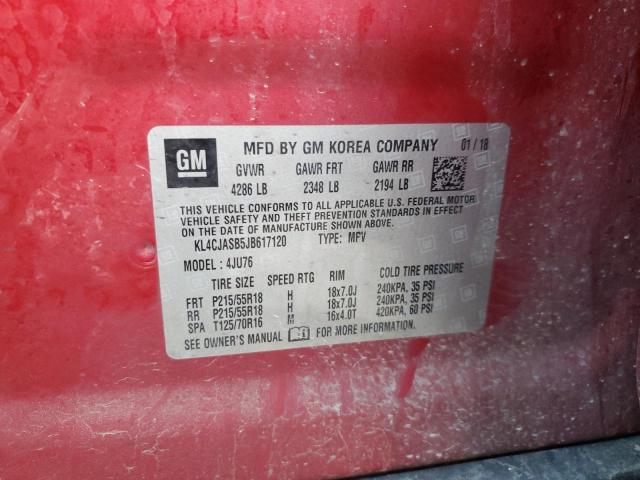 GM
MFD BY GM KOREA COMPANY 01 / 18
GVWR GAWR FRT GAWR RR
4286 LB 2348 LB 2194 LB
THIS VEHICLE CONFORMS TO ALL APPLICABLE U.S. FEDERAL MOTOR
VEHICLE SAFETY AND THEFT PREVENTION STANDARDS IN EFFECT
ON THE DATE OF MANUFACTURE SHOWN ABOVE.
KL4CJASB5JB617120 TYPE: MPV
MODEL : 4JU76
TIRE SIZE SPEED RTG RIM COLD TIRE PRESSURE
FRT P215/55R18 H 18x7.0J 240KPA, 35 PSI
RR P215/55R18 H 18x7.0J 240KPA, 35 PSI
SPA T125/70R16 M 16x4.0T 420KPA, 60 PSI
SEE OWNER'S MANUAL FOR MORE INFORMATION.